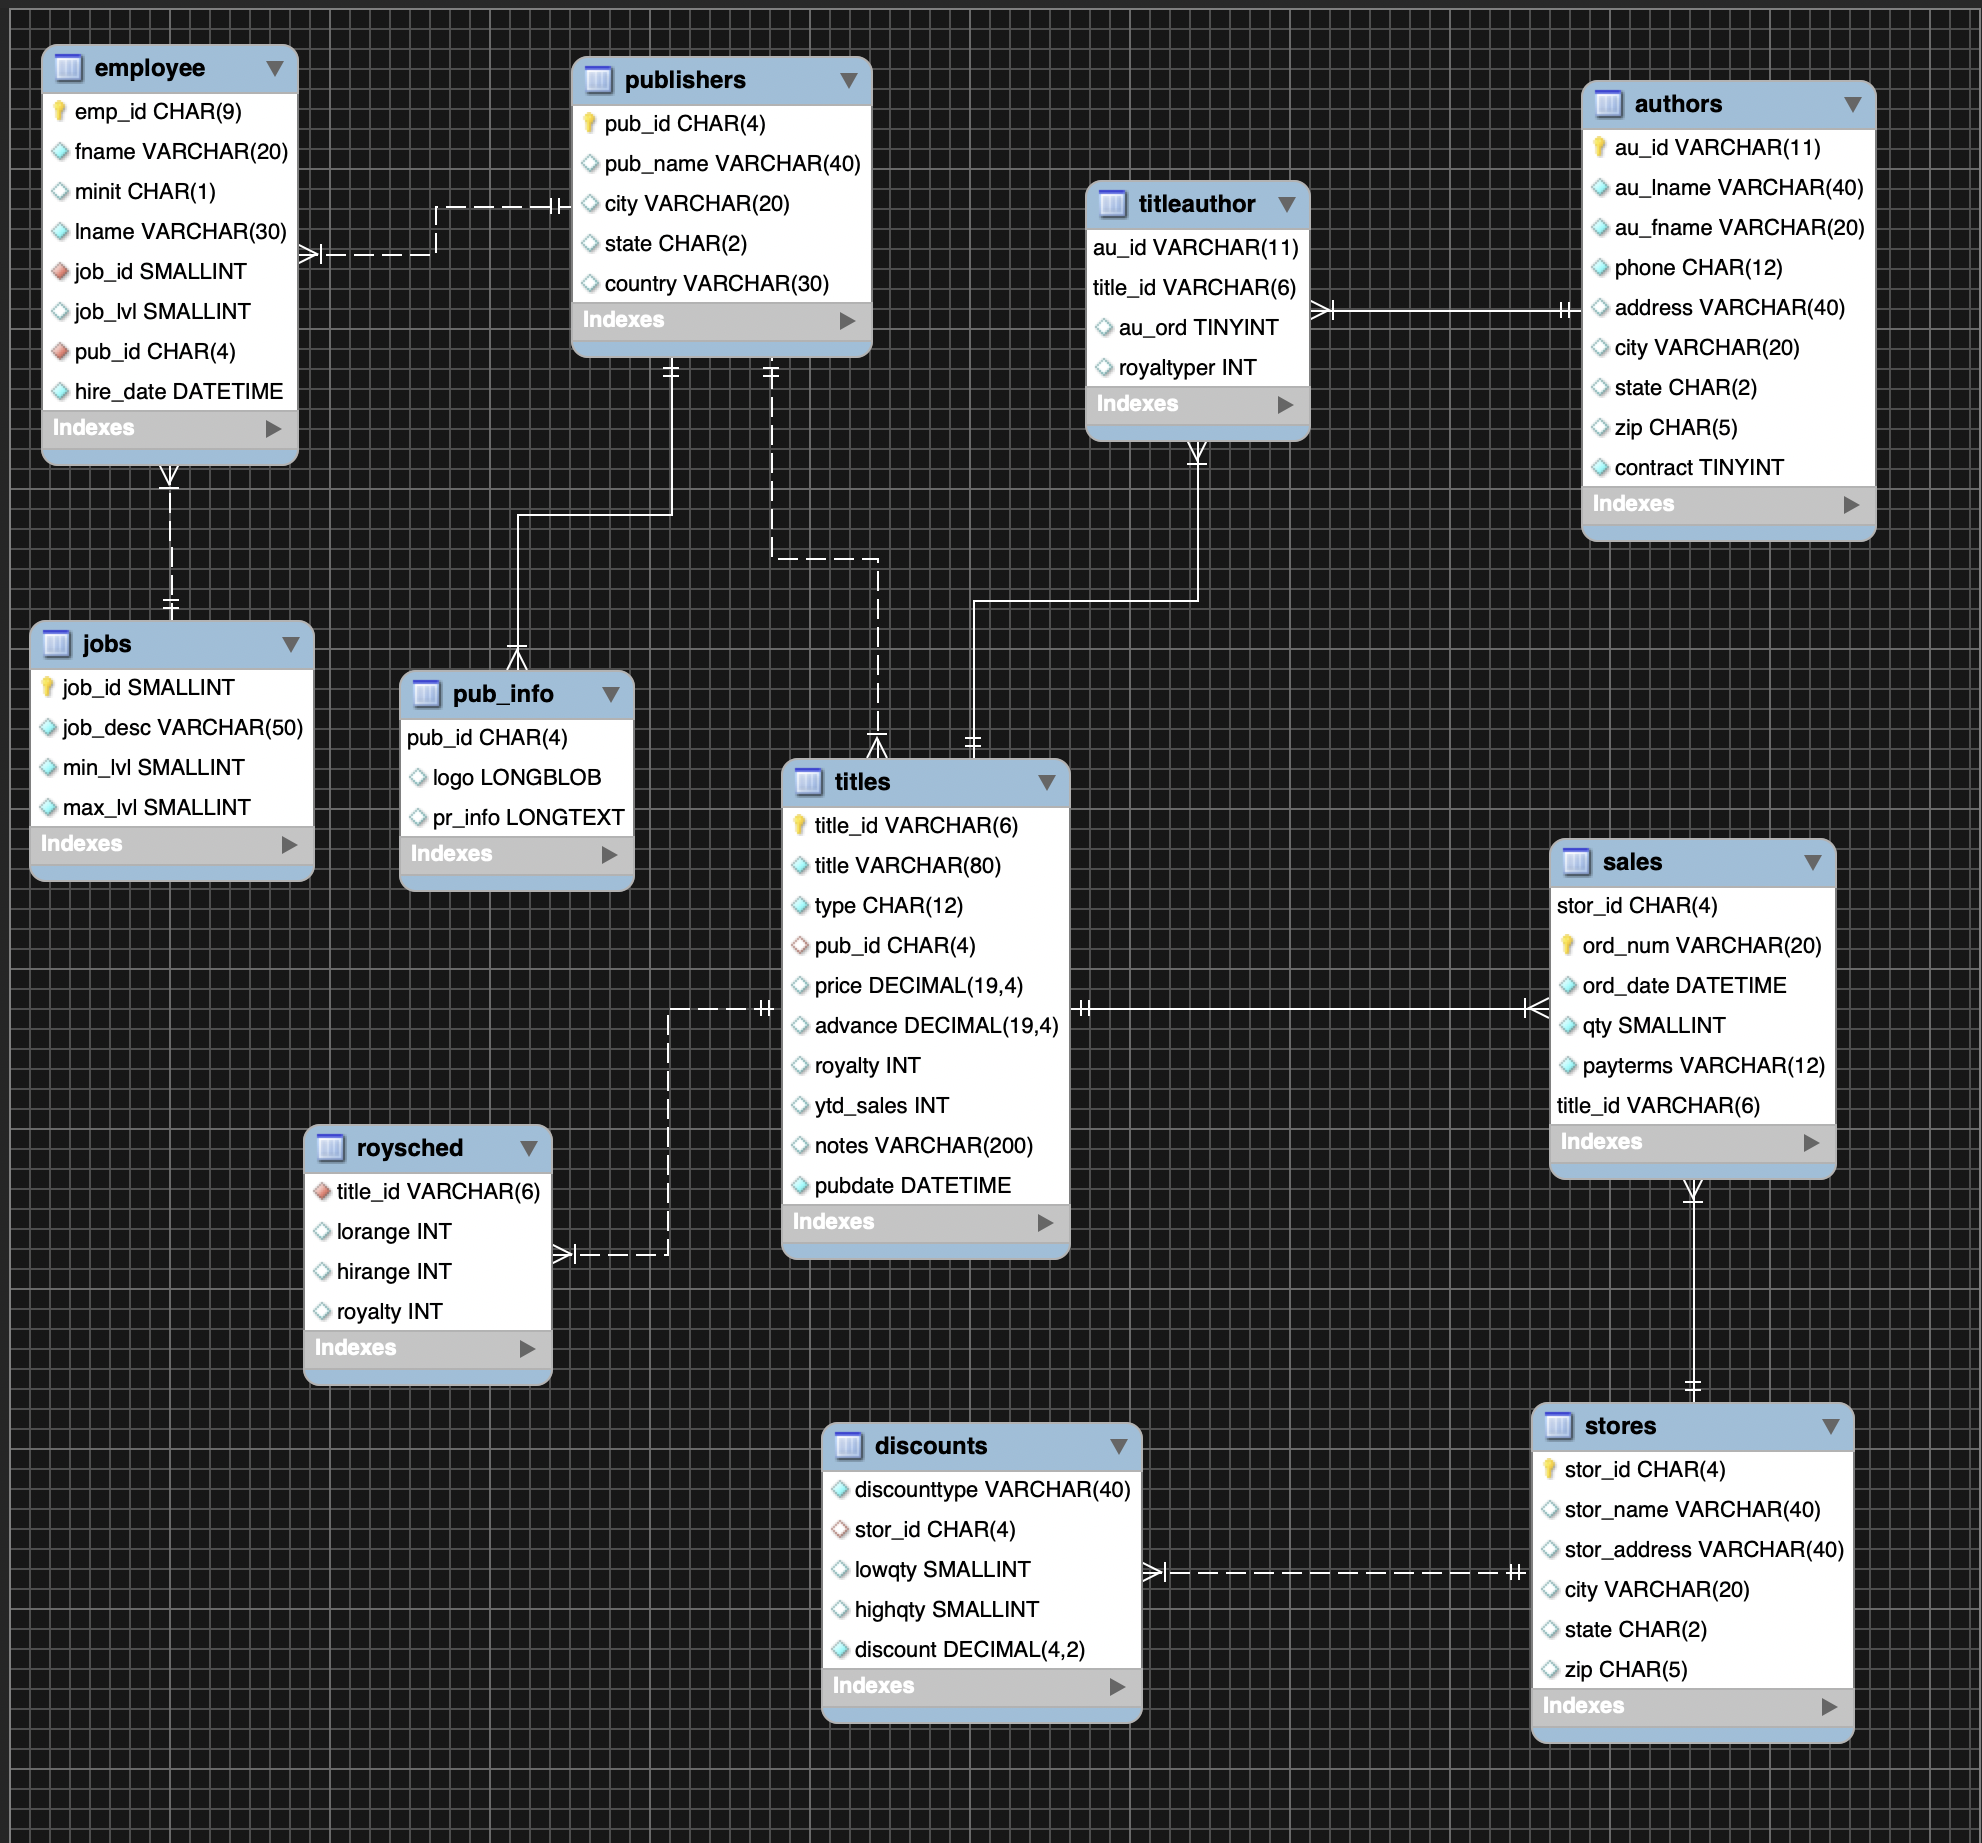 employee
emp_id CHAR(9)
fname VARCHAR(20)
minit CHAR(1)
lname VARCHAR(30)
job_id SMALLINT
job_lvl SMALLINT
pub_id CHAR(4)
hire_date DATETIME
Indexes
publishers
pub_id CHAR(4)
pub_name VARCHAR(40)
city VARCHAR(20)
state CHAR(2)
country VARCHAR(30)
Indexes
titleauthor
au_id VARCHAR(11)
title_id VARCHAR(6)
au_ord TINYINT
royaltyper INT
Indexes
authors
au_id VARCHAR(11)
au_lname VARCHAR(40)
au_fname VARCHAR(20)
phone CHAR(12)
address VARCHAR(40)
city VARCHAR(20)
state CHAR(2)
zip CHAR(5)
contract TINYINT
Indexes
jobs
job_id SMALLINT
job_desc VARCHAR(50)
min_lvl SMALLINT
max_lvl SMALLINT
Indexes
pub_info
pub_id CHAR(4)
logo LONGBLOB
pr_info LONGTEXT
Indexes
titles
title_id VARCHAR(6)
title VARCHAR(80)
type CHAR(12)
pub_id CHAR(4)
price DECIMAL(19,4)
advance DECIMAL(19,4)
royalty INT
ytd_sales INT
notes VARCHAR(200)
pubdate DATETIME
Indexes
sales
stor_id CHAR(4)
ord_num VARCHAR(20)
ord_date DATETIME
qty SMALLINT
payterms VARCHAR(12)
title_id VARCHAR(6)
Indexes
roysched
title_id VARCHAR(6)
lorange INT
hirange INT
royalty INT
Indexes
discounts
discounttype VARCHAR(40)
stor_id CHAR(4)
lowqty SMALLINT
highqty SMALLINT
discount DECIMAL(4,2)
Indexes
stores
stor_id CHAR(4)
stor_name VARCHAR(40)
stor_address VARCHAR(40)
city VARCHAR(20)
state CHAR(2)
zip CHAR(5)
Indexes